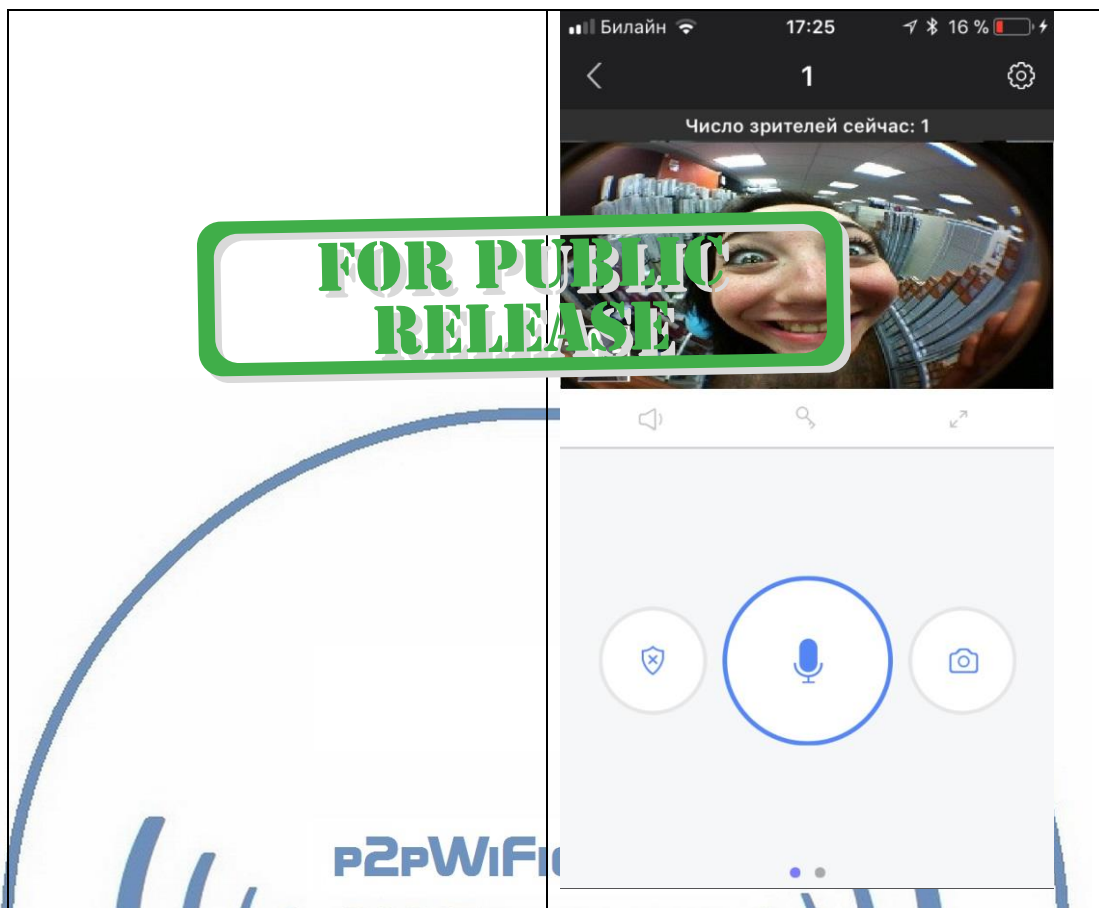 Билайн 17:25 16 %
1
Число зрителей сейчас: 1
FOR PUBLIC
RELEASE
P2PWiFi